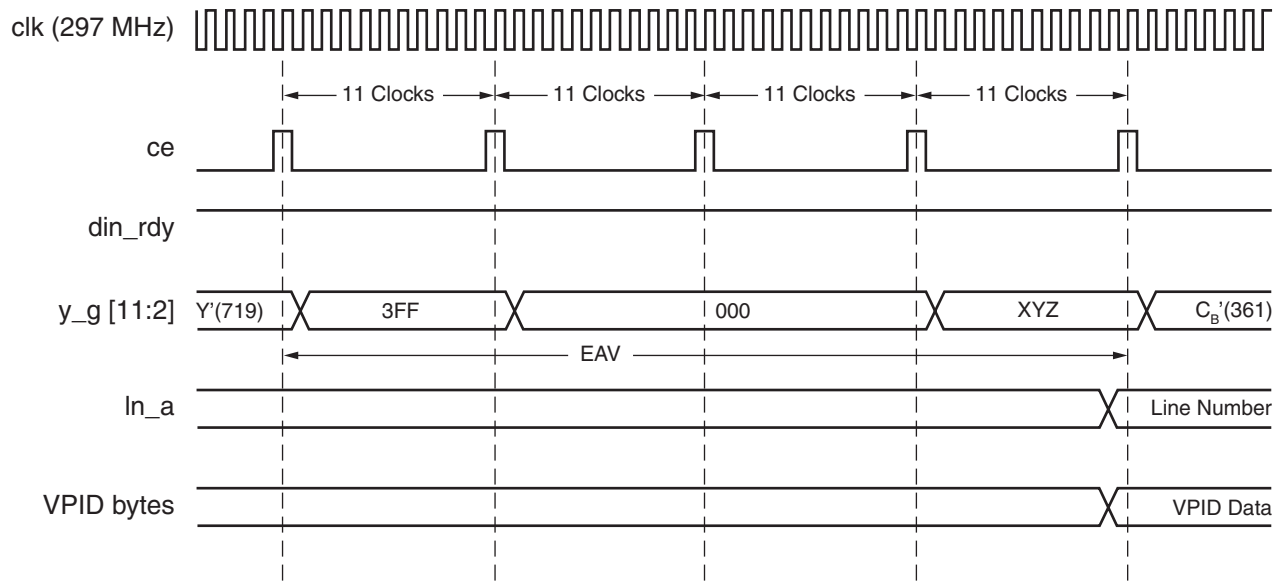 clk (297 MHz)
11 Clocks 11 Clocks 11 Clocks 11 Clocks
ce
din_rdy
y_g [11:2] Y’(719) 3FF 000 XYZ C_B’(361)
EAV
ln_a Line Number
VPID bytes VPID Data